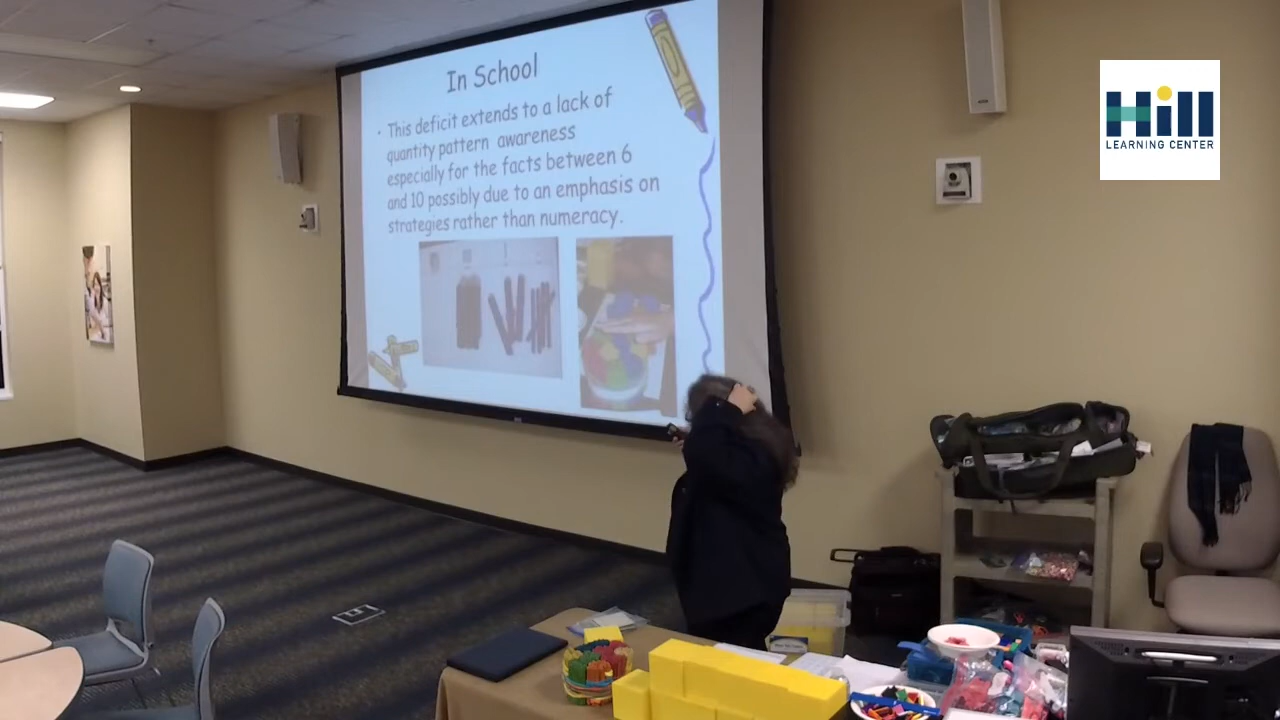 In School
• This deficit extends to a lack of
quantity pattern awareness
especially for the facts between 6
and 10 possibly due to an emphasis on
strategies rather than numeracy.
Hill
LEARNING CENTER